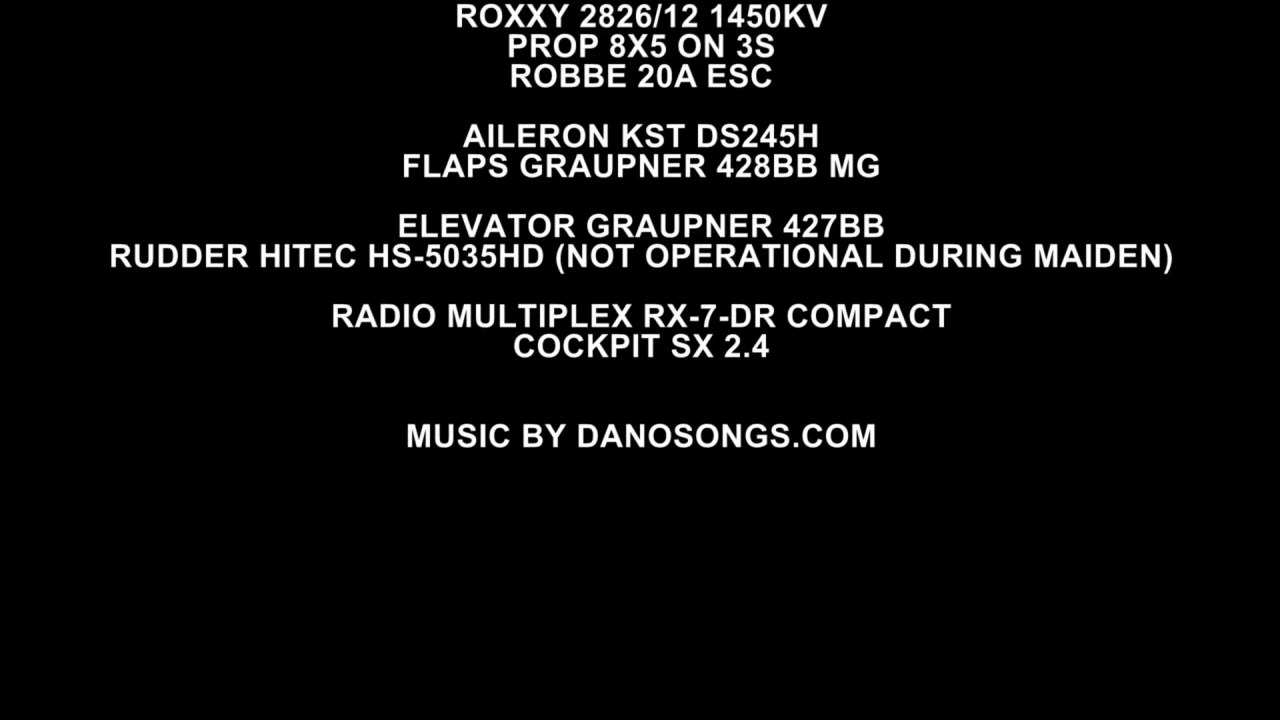 ROXXY 2826/12 1450KV
PROP 8X5 ON 3S
ROBBE 20A ESC
AILERON KST DS245H
FLAPS GRAUPNER 428BB MG
ELEVATOR GRAUPNER 427BB
RUDDER HITEC HS-5035HD (NOT OPERATIONAL DURING MAIDEN)
RADIO MULTIPLEX RX-7-DR COMPACT
COCKPIT SX 2.4
MUSIC BY DANOSONGS.COM